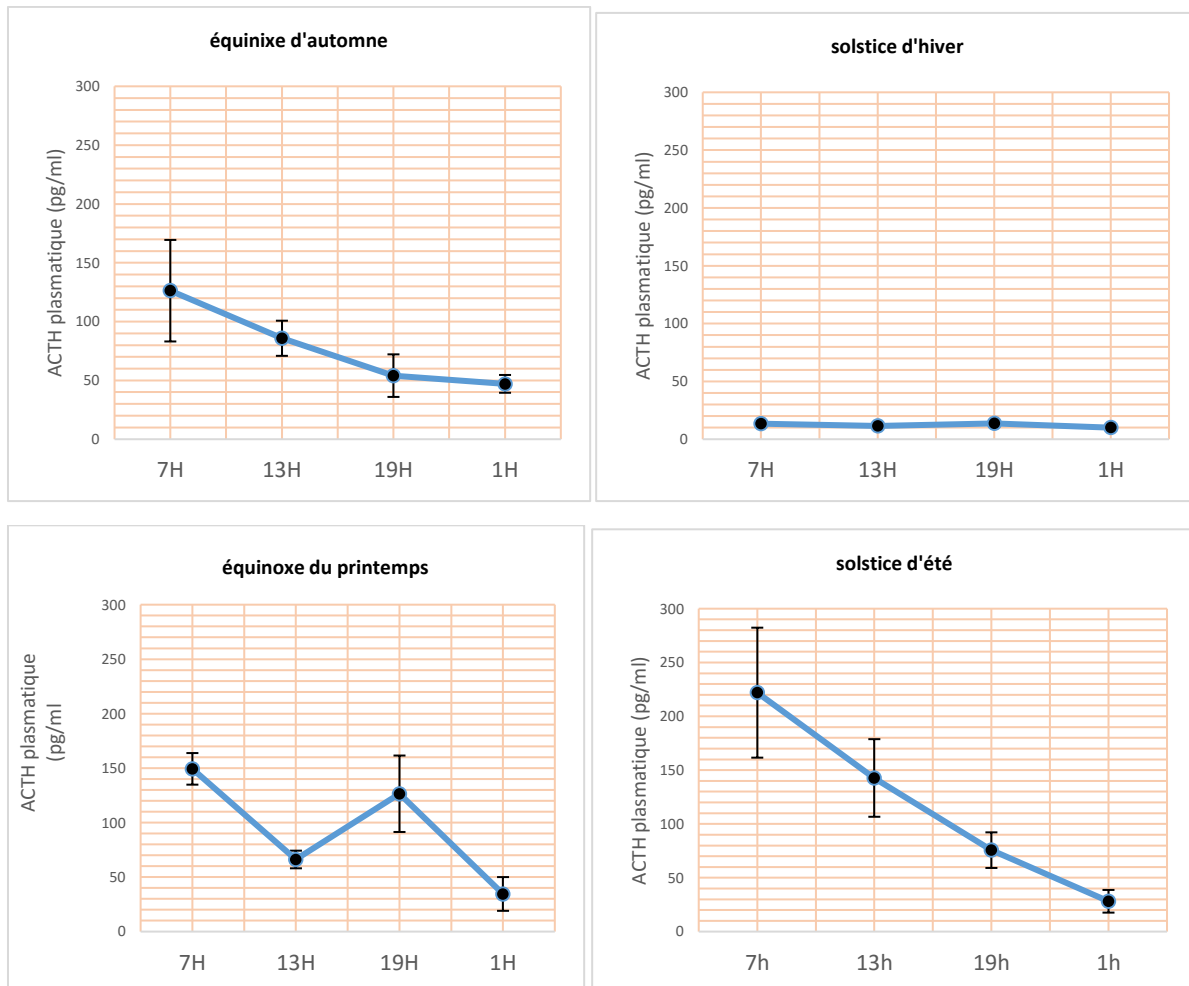 équinixe d'automne
ACTH plasmatique (pg/ml)
300
250
200
150
100
50
0
7H 13H 19H 1H
solstice d'hiver
ACTH plasmatique (pg/ml)
300
250
200
150
100
50
0
7H 13H 19H 1H
équinoxe du printemps
ACTH plasmatique
(pg/ml
300
250
200
150
100
50
0
7H 13H 19H 1H
solstice d'été
ACTH plasmatique (pg/ml)
300
250
200
150
100
50
0
7h 13h 19h 1h